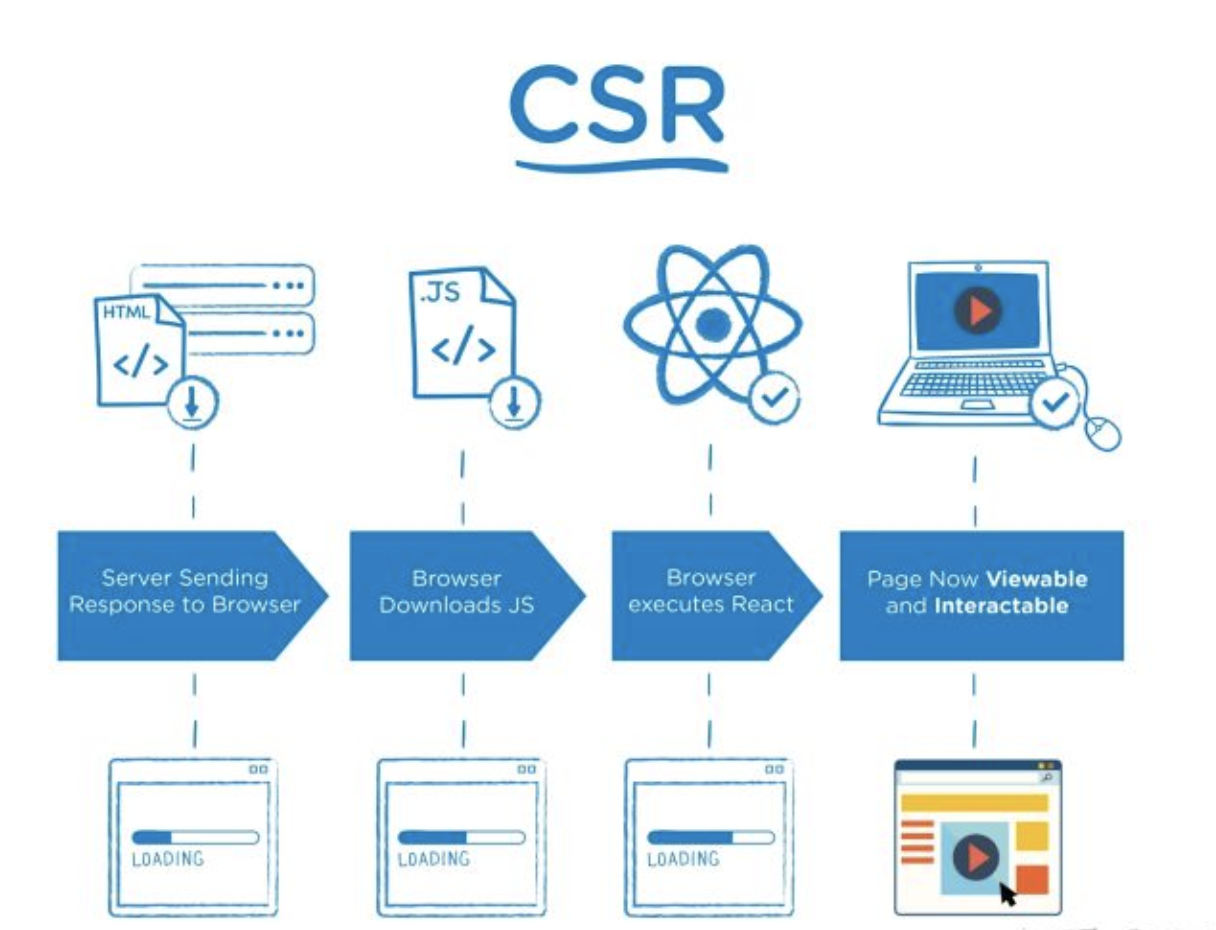 CSR
HTML
</>
.JS
</>
Server Sending
Response to Browser
Browser
Downloads JS
Browser
executes React
Page Now Viewable
and Interactable
LOADING
LOADING
LOADING